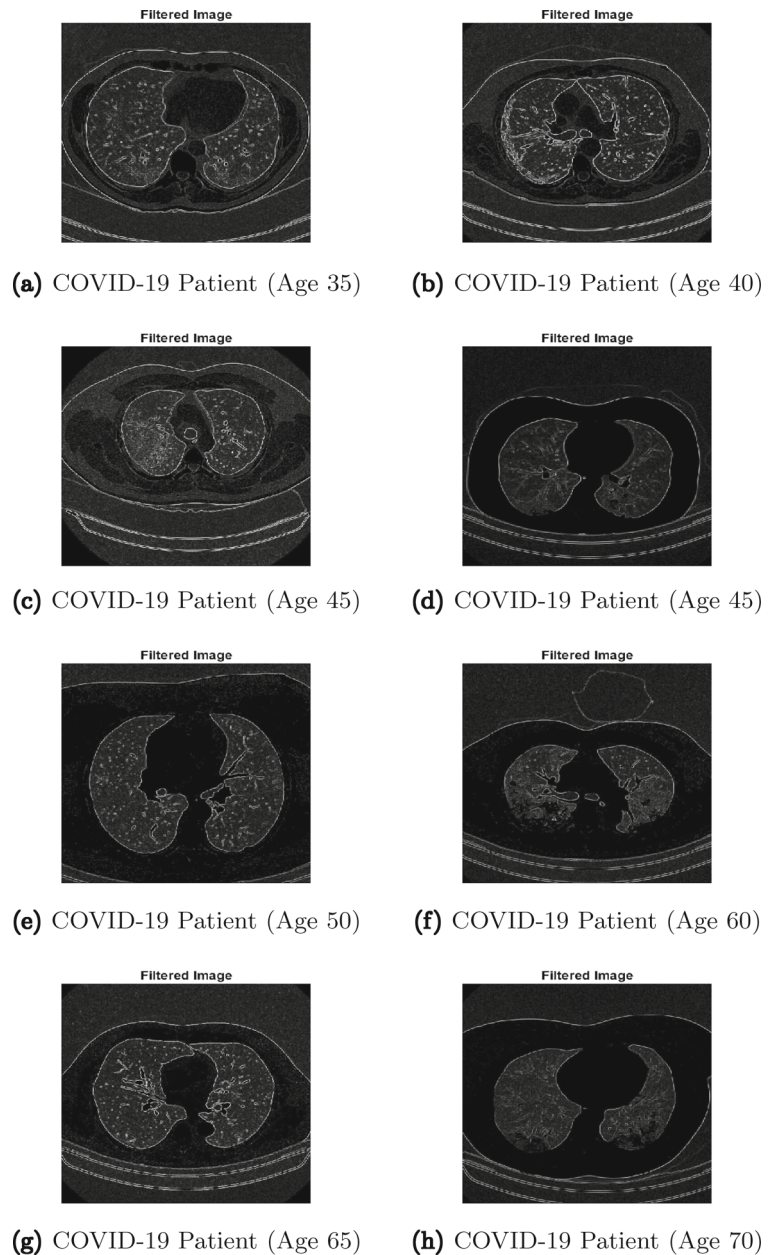 Filtered Image
Filtered Image
(a) COVID-19 Patient (Age 35)
(b) COVID-19 Patient (Age 40)
Filtered Image
Filtered Image
(c) COVID-19 Patient (Age 45)
(d) COVID-19 Patient (Age 45)
Filtered Image
Filtered Image
(e) COVID-19 Patient (Age 50)
(f) COVID-19 Patient (Age 60)
Filtered Image
Filtered Image
(g) COVID-19 Patient (Age 65)
(h) COVID-19 Patient (Age 70)